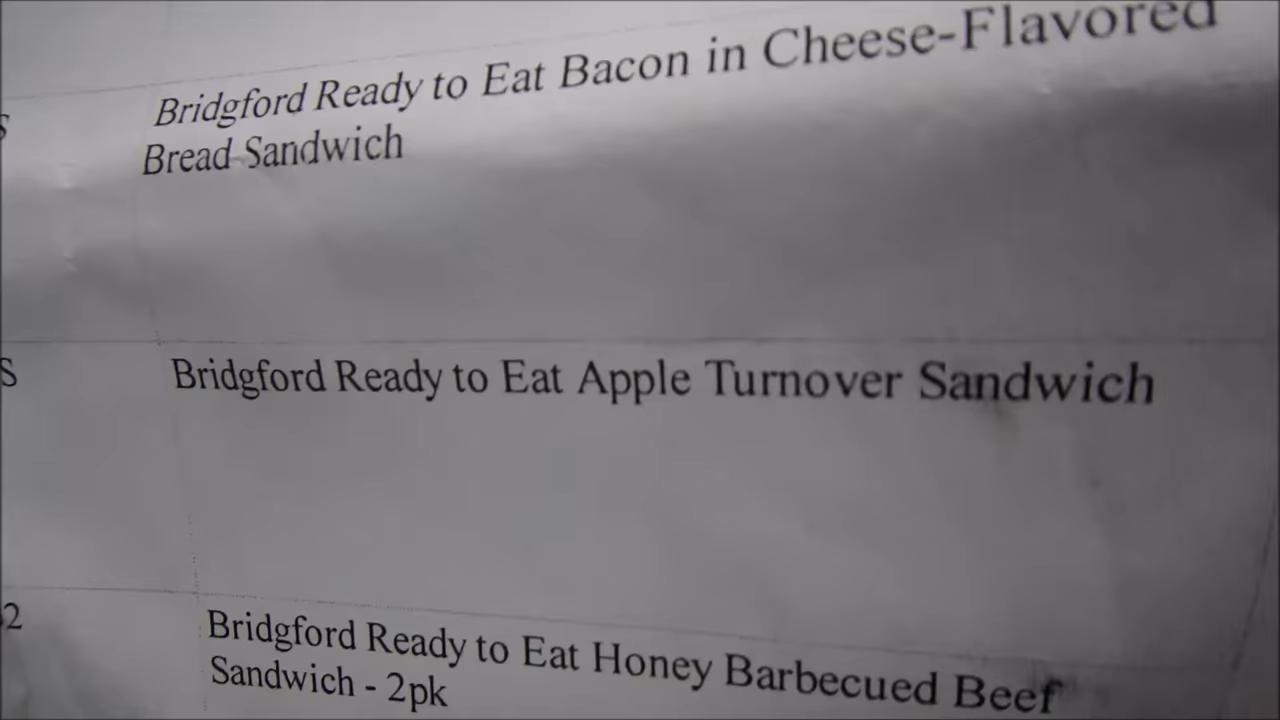 Bridgford Ready to Eat Bacon in Cheese-Flavored
Bread Sandwich
S
Bridgford Ready to Eat Apple Turnover Sandwich
2
Bridgford Ready to Eat Honey Barbecued Beef
Sandwich - 2pk